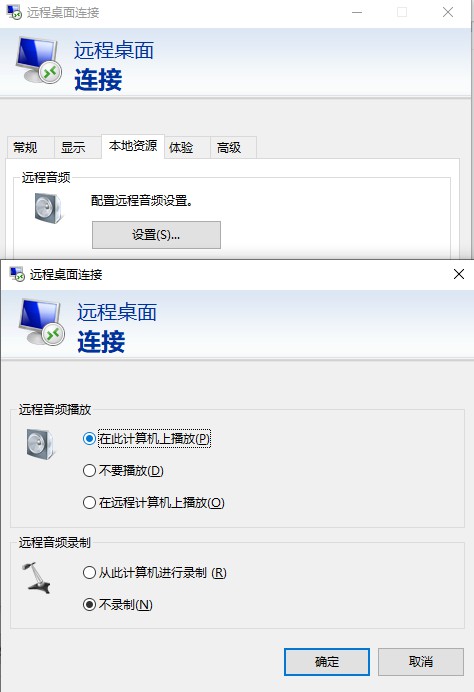 远程桌面连接
远程桌面
连接
常规 显示 本地资源 体验 高级
远程音频
配置远程音频设置。
设置(S)...
远程桌面连接
远程桌面
连接
远程音频播放
在此计算机上播放(P)
不要播放(D)
在远程计算机上播放(O)
远程音频录制
从此计算机进行录制 (R)
不录制(N)
确定 取消